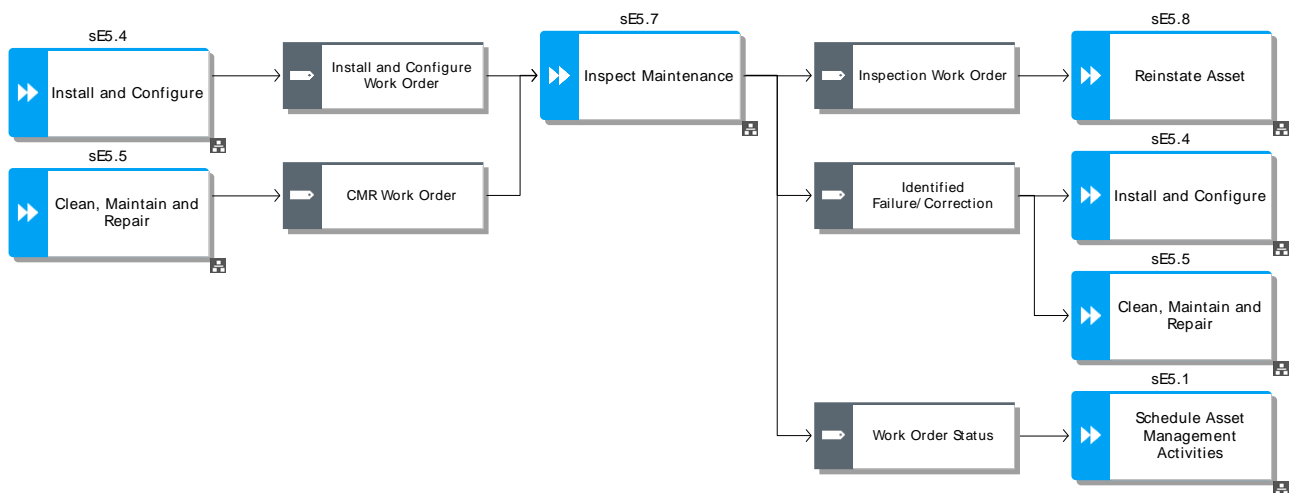 sE5.4
Install and Configure
Install and Configure
Work Order
sE5.7
Inspect Maintenance
Inspection Work Order
sE5.8
Reinstate Asset
sE5.5
Clean, Maintain and
Repair
CMR Work Order
Identified
Failure/ Correction
sE5.4
Install and Configure
sE5.5
Clean, Maintain and
Repair
Work Order Status
sE5.1
Schedule Asset
Management
Activities